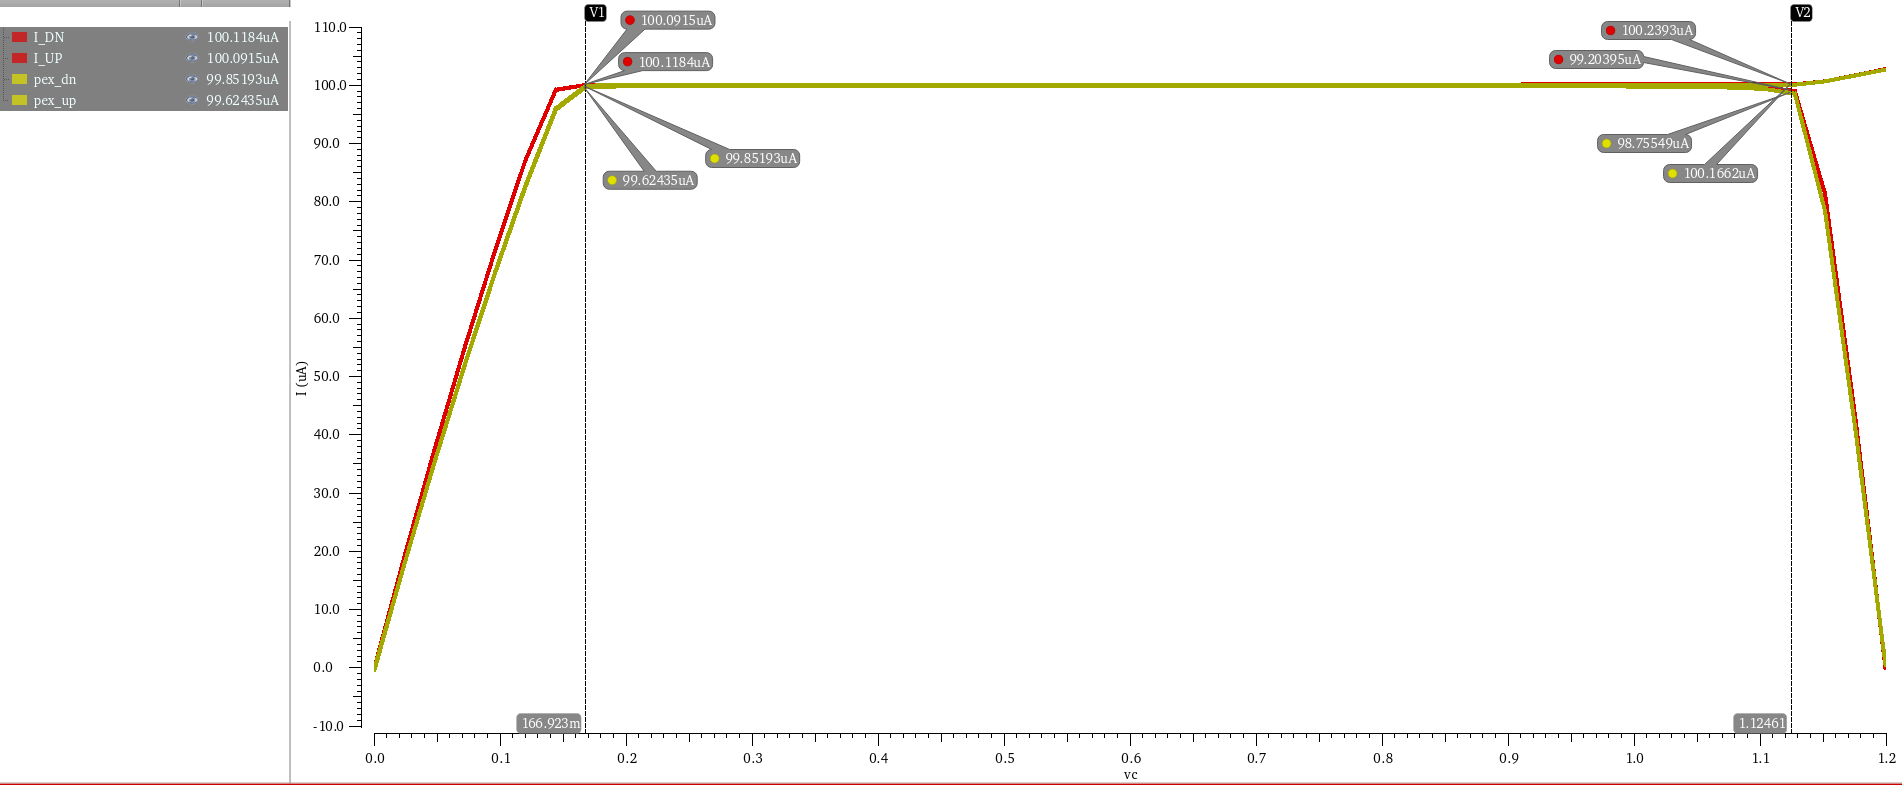 I_DN 100.1184uA
I_UP 100.0915uA
pex_dn 99.85193uA
pex_up 99.62435uA
V1
100.0915uA
100.1184uA
99.85193uA
99.62435uA
V2
100.2393uA
99.20395uA
98.75549uA
100.1662uA
110.0
100.0
90.0
80.0
70.0
60.0
50.0
40.0
30.0
20.0
10.0
0.0
-10.0
I (uA)
166.923m
1.12461
0.0 0.1 0.2 0.3 0.4 0.5 0.6 0.7 0.8 0.9 1.0 1.1 1.2
vc